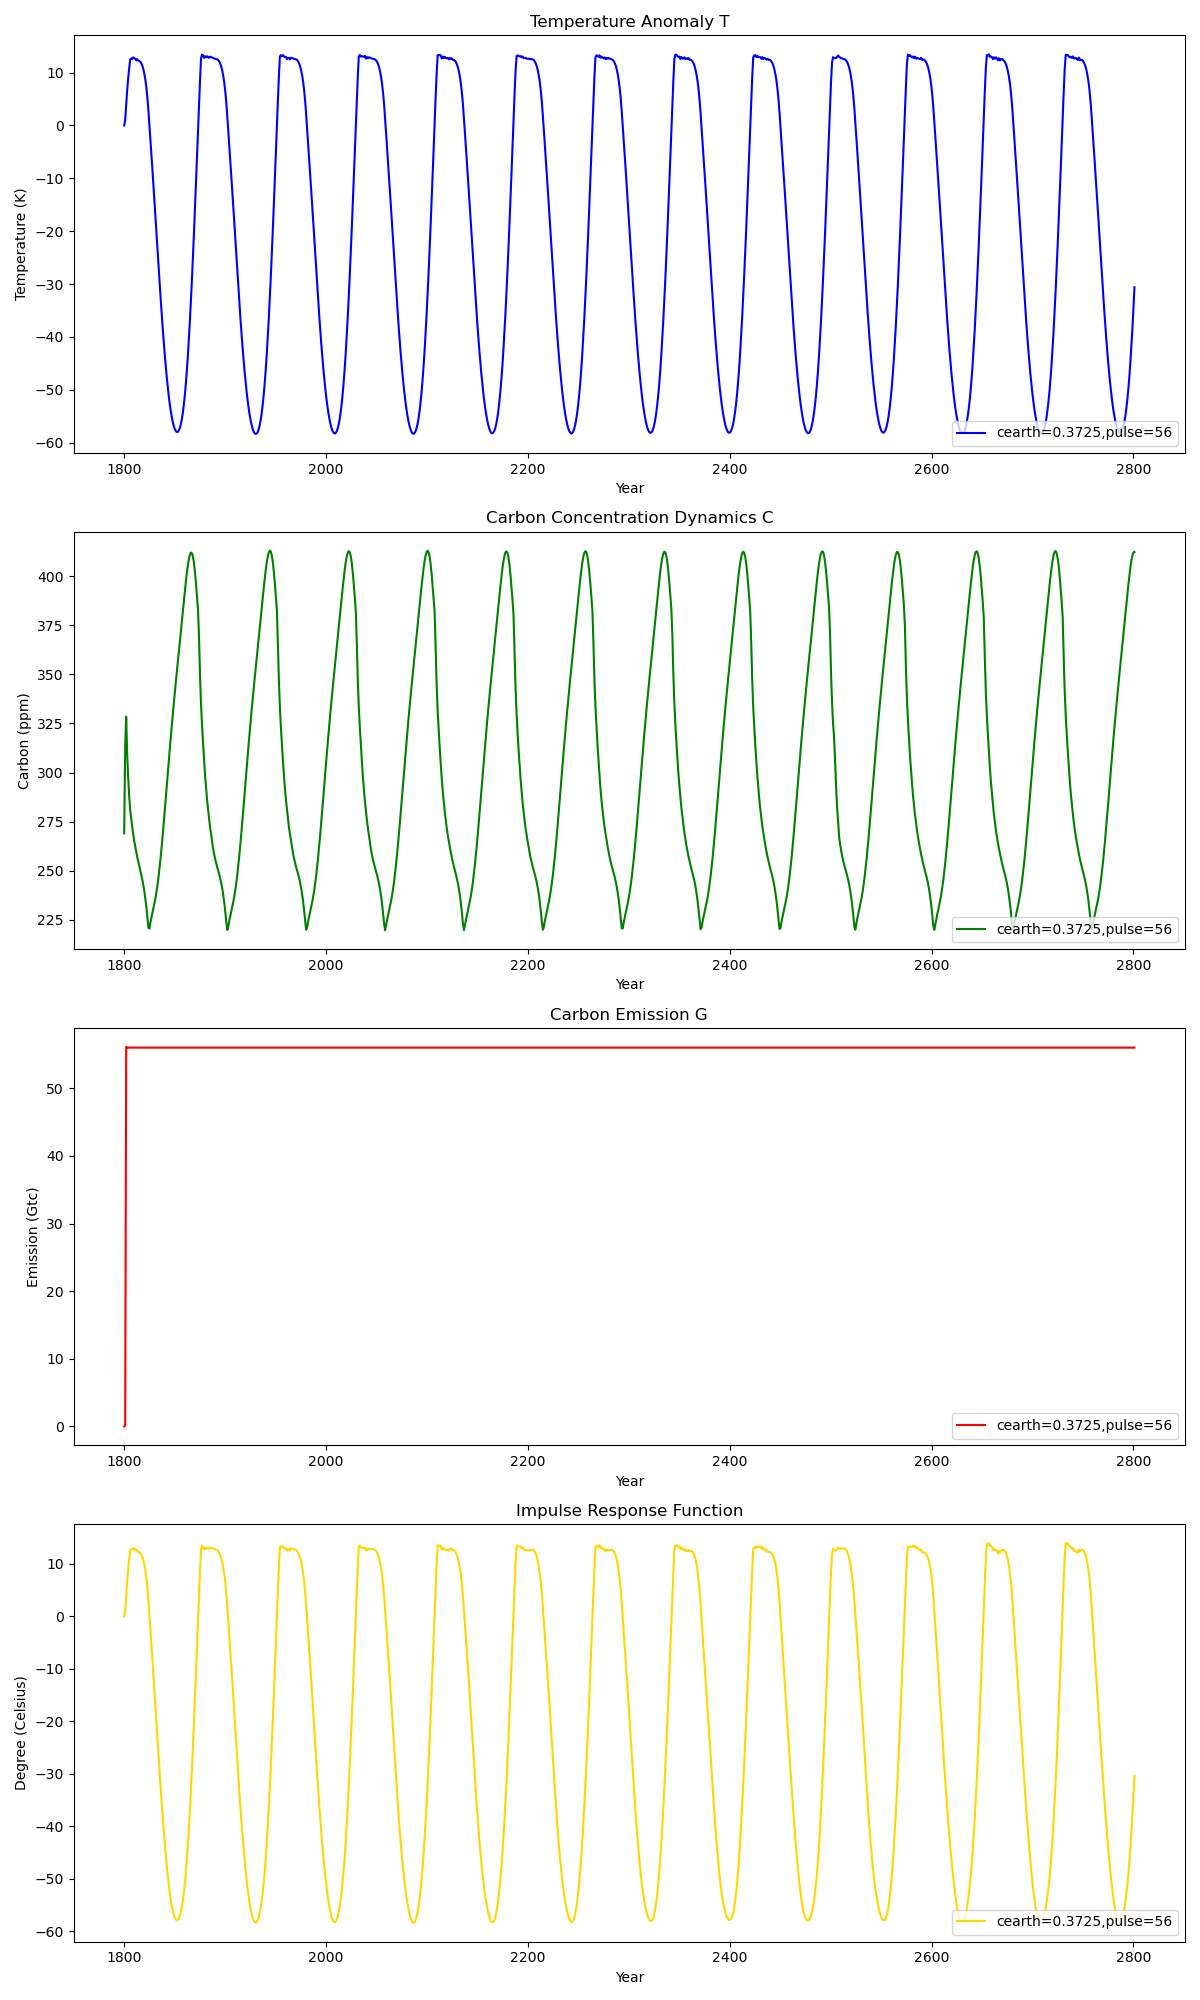 Temperature Anomaly T
Temperature (K)
10
0
−10
−20
−30
−40
−50
−60
cearth=0.3725,pulse=56
1800 2000 2200 2400 2600 2800
Year
Carbon Concentration Dynamics C
Carbon (ppm)
400
375
350
325
300
275
250
225
cearth=0.3725,pulse=56
1800 2000 2200 2400 2600 2800
Year
Carbon Emission G
Emission (Gtc)
50
40
30
20
10
0
cearth=0.3725,pulse=56
1800 2000 2200 2400 2600 2800
Year
Impulse Response Function
Degree (Celsius)
10
0
−10
−20
−30
−40
−50
−60
cearth=0.3725,pulse=56
1800 2000 2200 2400 2600 2800
Year